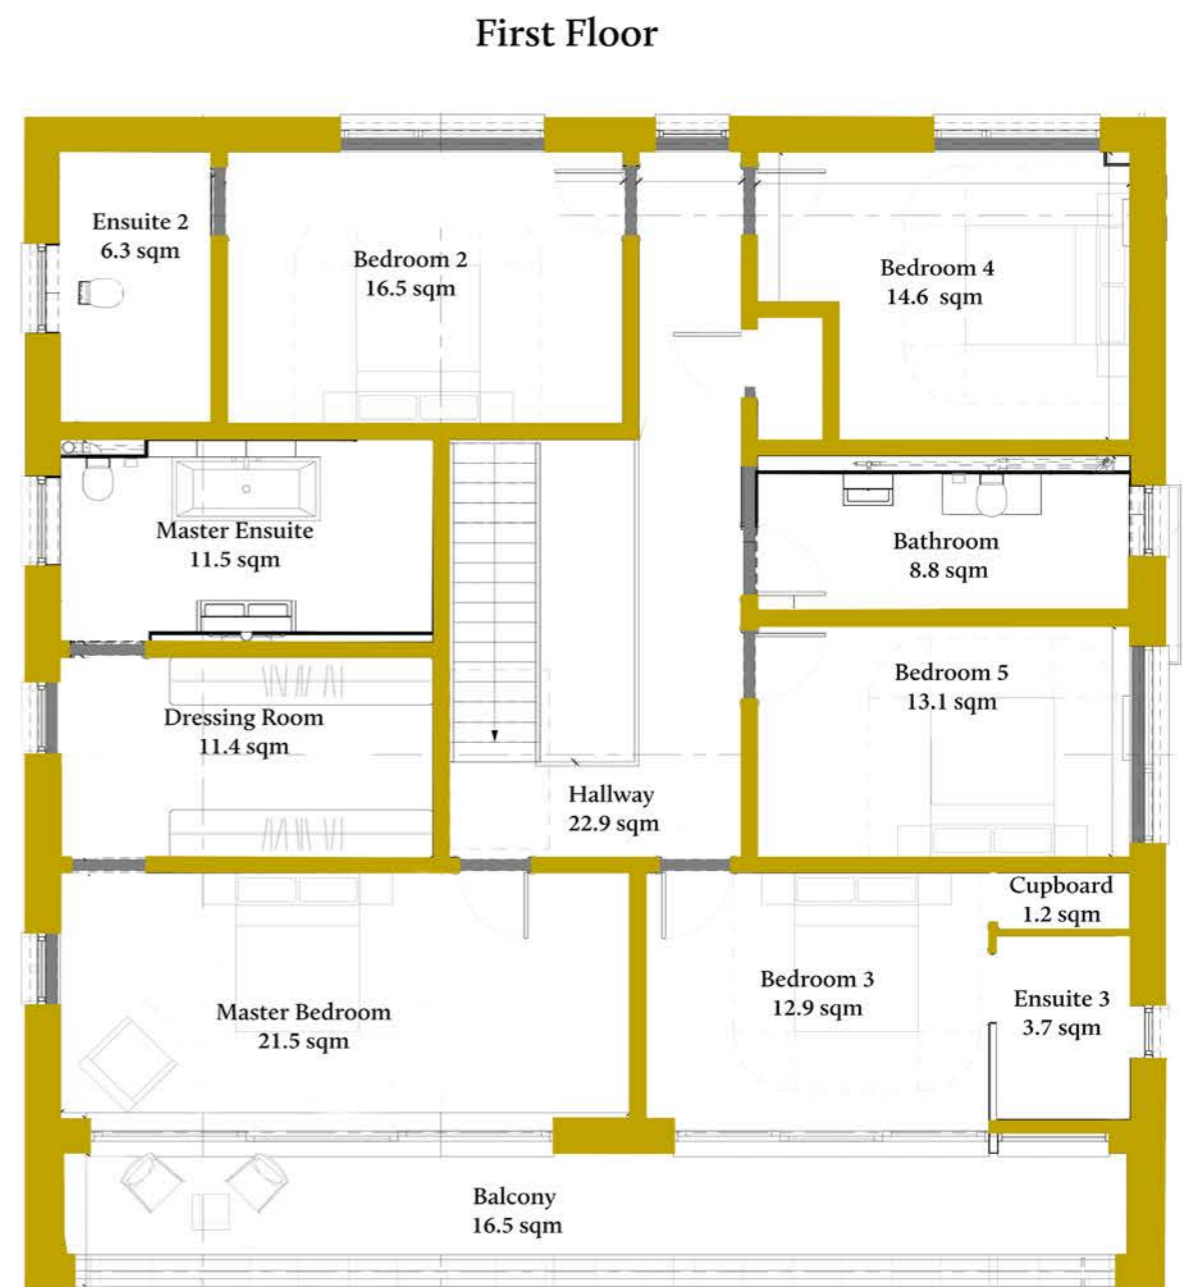 First Floor
Ensuite 2
6.3 sqm
Bedroom 2
16.5 sqm
Bedroom 4
14.6 sqm
Master Ensuite
11.5 sqm
Bathroom
8.8 sqm
Dressing Room
11.4 sqm
Bedroom 5
13.1 sqm
Hallway
22.9 sqm
Cupboard
1.2 sqm
Master Bedroom
21.5 sqm
Bedroom 3
12.9 sqm
Ensuite 3
3.7 sqm
Balcony
16.5 sqm